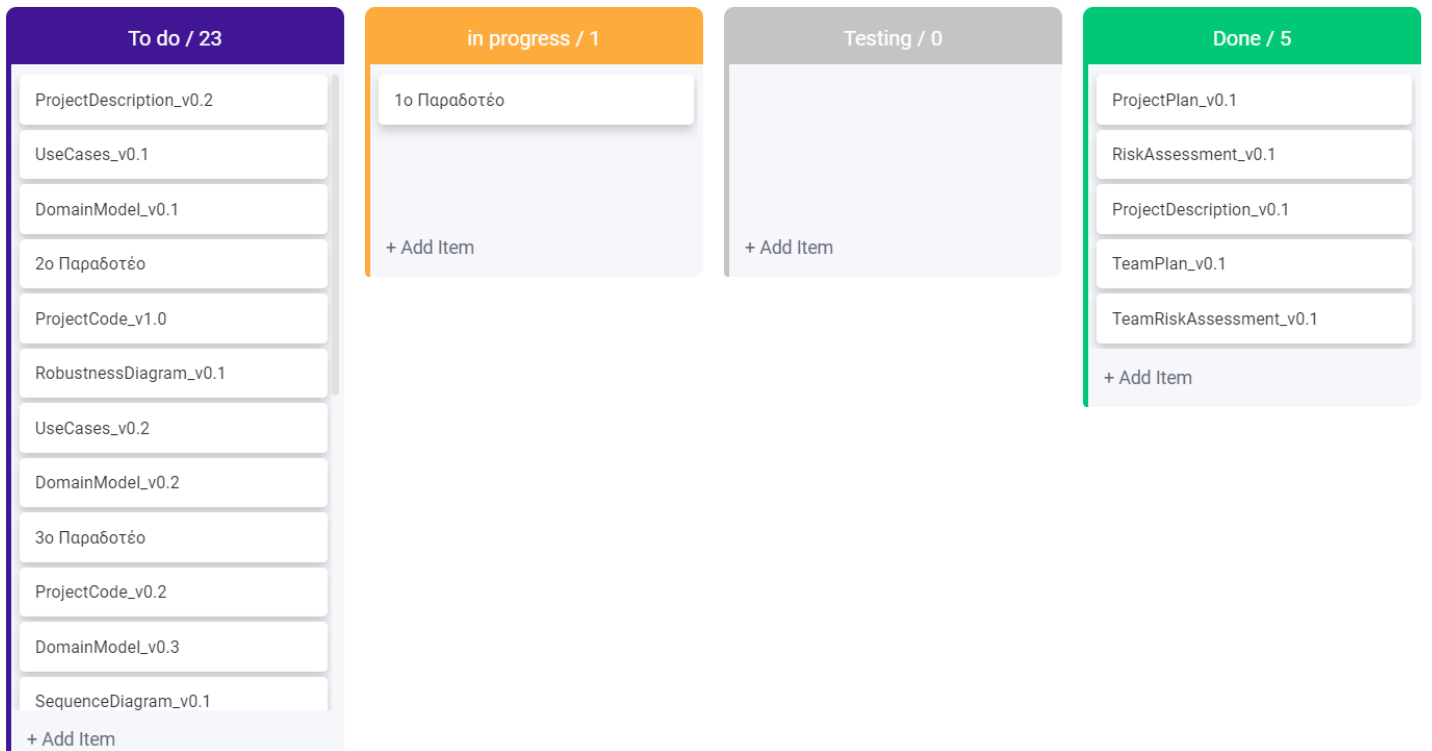 To do / 23
ProjectDescription_v0.2
UseCases_v0.1
DomainModel_v0.1
2ο Παραδοτέο
ProjectCode_v1.0
RobustnessDiagram_v0.1
UseCases_v0.2
DomainModel_v0.2
3ο Παραδοτέο
ProjectCode_v0.2
DomainModel_v0.3
SequenceDiagram_v0.1
+ Add Item
in progress / 1
1ο Παραδοτέο
+ Add Item
Testing / 0
+ Add Item
Done / 5
ProjectPlan_v0.1
RiskAssessment_v0.1
ProjectDescription_v0.1
TeamPlan_v0.1
TeamRiskAssessment_v0.1
+ Add Item